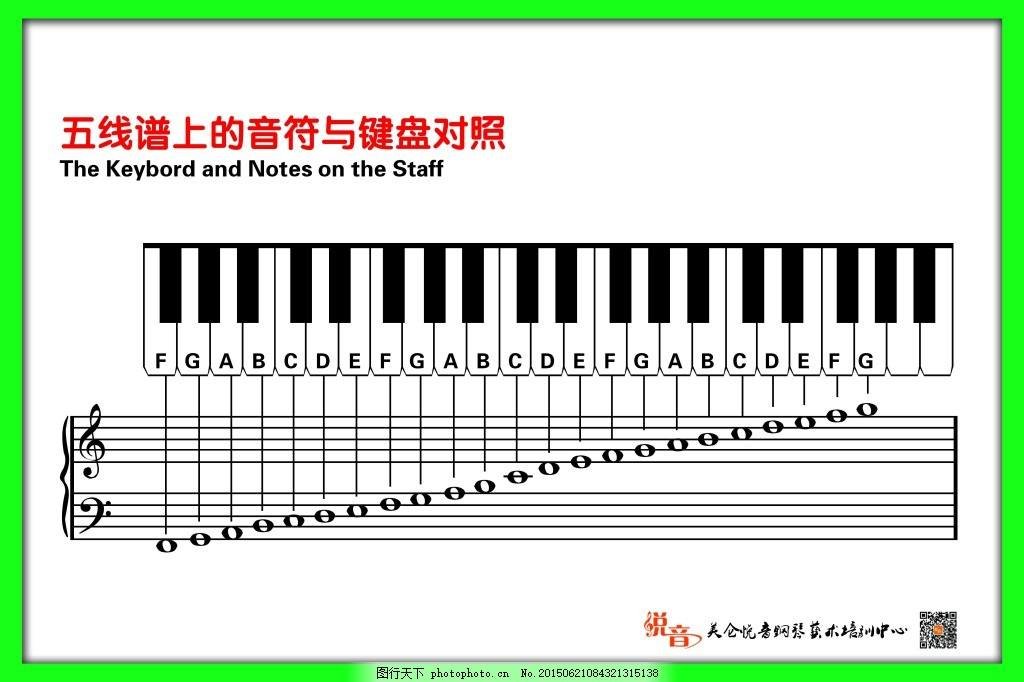 五线谱上的音符与键盘对照
The Keybord and Notes on the Staff
F G A B C D E F G A B C D E F G A B C D E F G
悦音 美仑悦音钢琴艺术培训中心
图行天下 photophoto.cn No.20150621084321315138